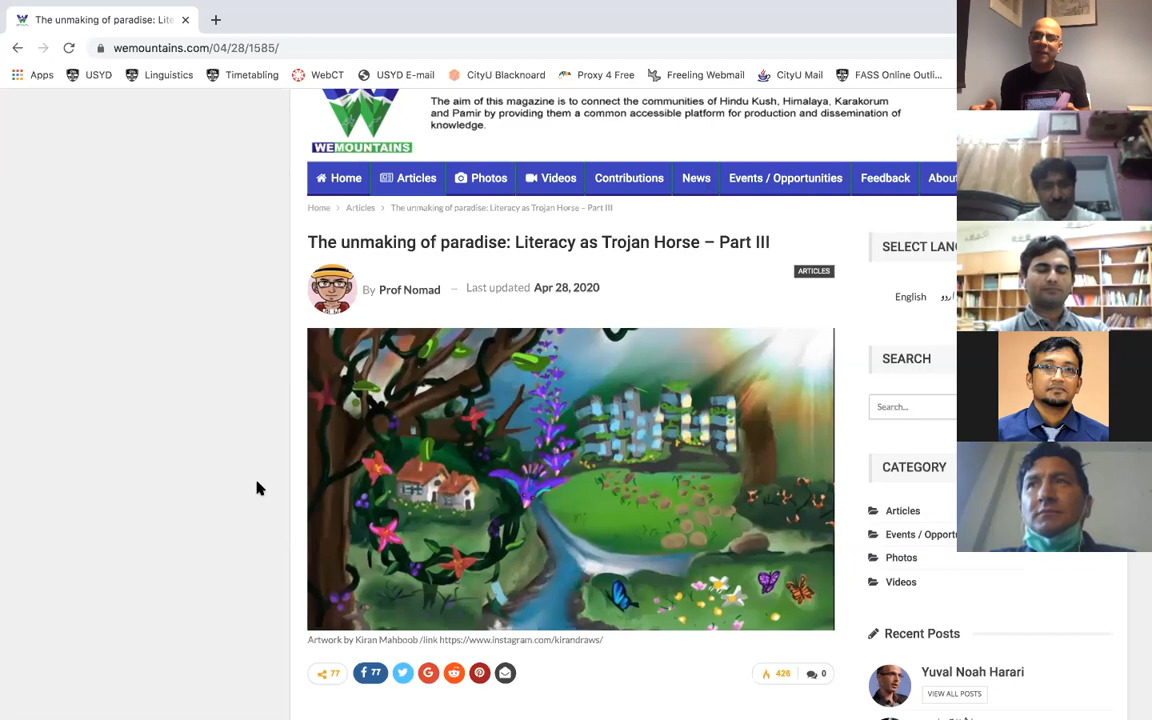 The unmaking of paradise: Lite
wemountains.com/04/28/1585/
Apps USYD Linguistics Timetabling WebCT USYD E-mail CityU Blacknoard Proxy 4 Free Freeling Webmail CityU Mail FASS Online Outli...
The aim of this magazine is to connect the communities of Hindu Kush, Himalaya, Karakorum
and Pamir by providing them a common accessible platform for production and dissemination of
knowledge.
WEMOUNTAINS
Home Articles Photos Videos Contributions News Events / Opportunities Feedback About
Home > Articles > The unmaking of paradise: Literacy as Trojan Horse – Part III
The unmaking of paradise: Literacy as Trojan Horse – Part III
ARTICLES
By Prof Nomad — Last updated Apr 28, 2020
Artwork by Kiran Mahboob /link https://www.instagram.com/kirandraws/
77 77 426 0
SELECT LAN
English اردو
SEARCH
Search...
CATEGORY
Articles
Events / Opportu
Photos
Videos
Recent Posts
Yuval Noah Harari
VIEW ALL POSTS